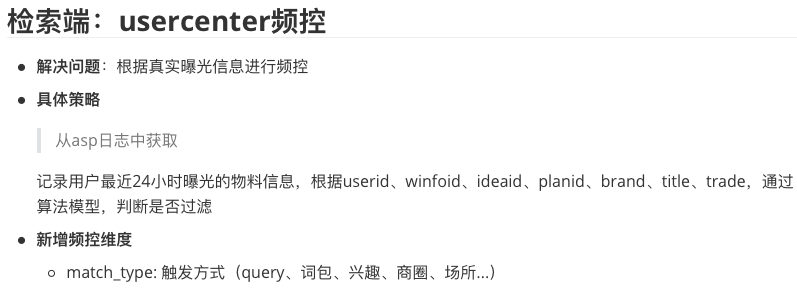 检索端：usercenter频控
解决问题：根据真实曝光信息进行频控
具体策略
从asp日志中获取
记录用户最近24小时曝光的物料信息，根据userid、winfoid、ideaid、planid、brand、title、trade，通过
算法模型，判断是否过滤
新增频控维度
match_type: 触发方式（query、词包、兴趣、商圈、场所...）